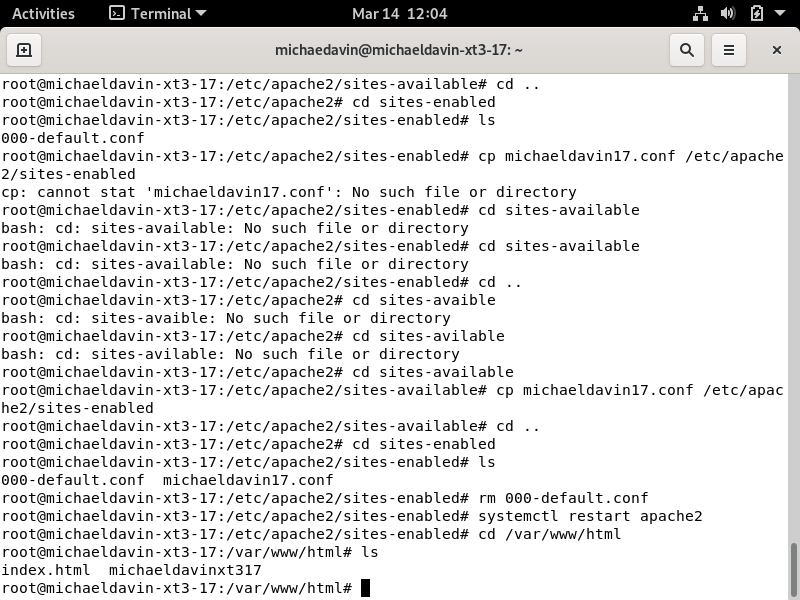 Activities Terminal Mar 14 12:04
michaedavin@michaeldavin-xt3-17: ~
root@michaeldavin-xt3-17:/etc/apache2/sites-available# cd ..
root@michaeldavin-xt3-17:/etc/apache2# cd sites-enabled
root@michaeldavin-xt3-17:/etc/apache2/sites-enabled# ls
000-default.conf
root@michaeldavin-xt3-17:/etc/apache2/sites-enabled# cp michaeldavin17.conf /etc/apache
2/sites-enabled
cp: cannot stat 'michaeldavin17.conf': No such file or directory
root@michaeldavin-xt3-17:/etc/apache2/sites-enabled# cd sites-available
bash: cd: sites-available: No such file or directory
root@michaeldavin-xt3-17:/etc/apache2/sites-enabled# cd sites-available
bash: cd: sites-available: No such file or directory
root@michaeldavin-xt3-17:/etc/apache2/sites-enabled# cd ..
root@michaeldavin-xt3-17:/etc/apache2# cd sites-avaible
bash: cd: sites-avaible: No such file or directory
root@michaeldavin-xt3-17:/etc/apache2# cd sites-avilable
bash: cd: sites-avilable: No such file or directory
root@michaeldavin-xt3-17:/etc/apache2# cd sites-available
root@michaeldavin-xt3-17:/etc/apache2/sites-available# cp michaeldavin17.conf /etc/apac
he2/sites-enabled
root@michaeldavin-xt3-17:/etc/apache2/sites-available# cd ..
root@michaeldavin-xt3-17:/etc/apache2# cd sites-enabled
root@michaeldavin-xt3-17:/etc/apache2/sites-enabled# ls
000-default.conf  michaeldavin17.conf
root@michaeldavin-xt3-17:/etc/apache2/sites-enabled# rm 000-default.conf
root@michaeldavin-xt3-17:/etc/apache2/sites-enabled# systemctl restart apache2
root@michaeldavin-xt3-17:/etc/apache2/sites-enabled# cd /var/www/html
root@michaeldavin-xt3-17:/var/www/html# ls
index.html  michaeldavinxt317
root@michaeldavin-xt3-17:/var/www/html#